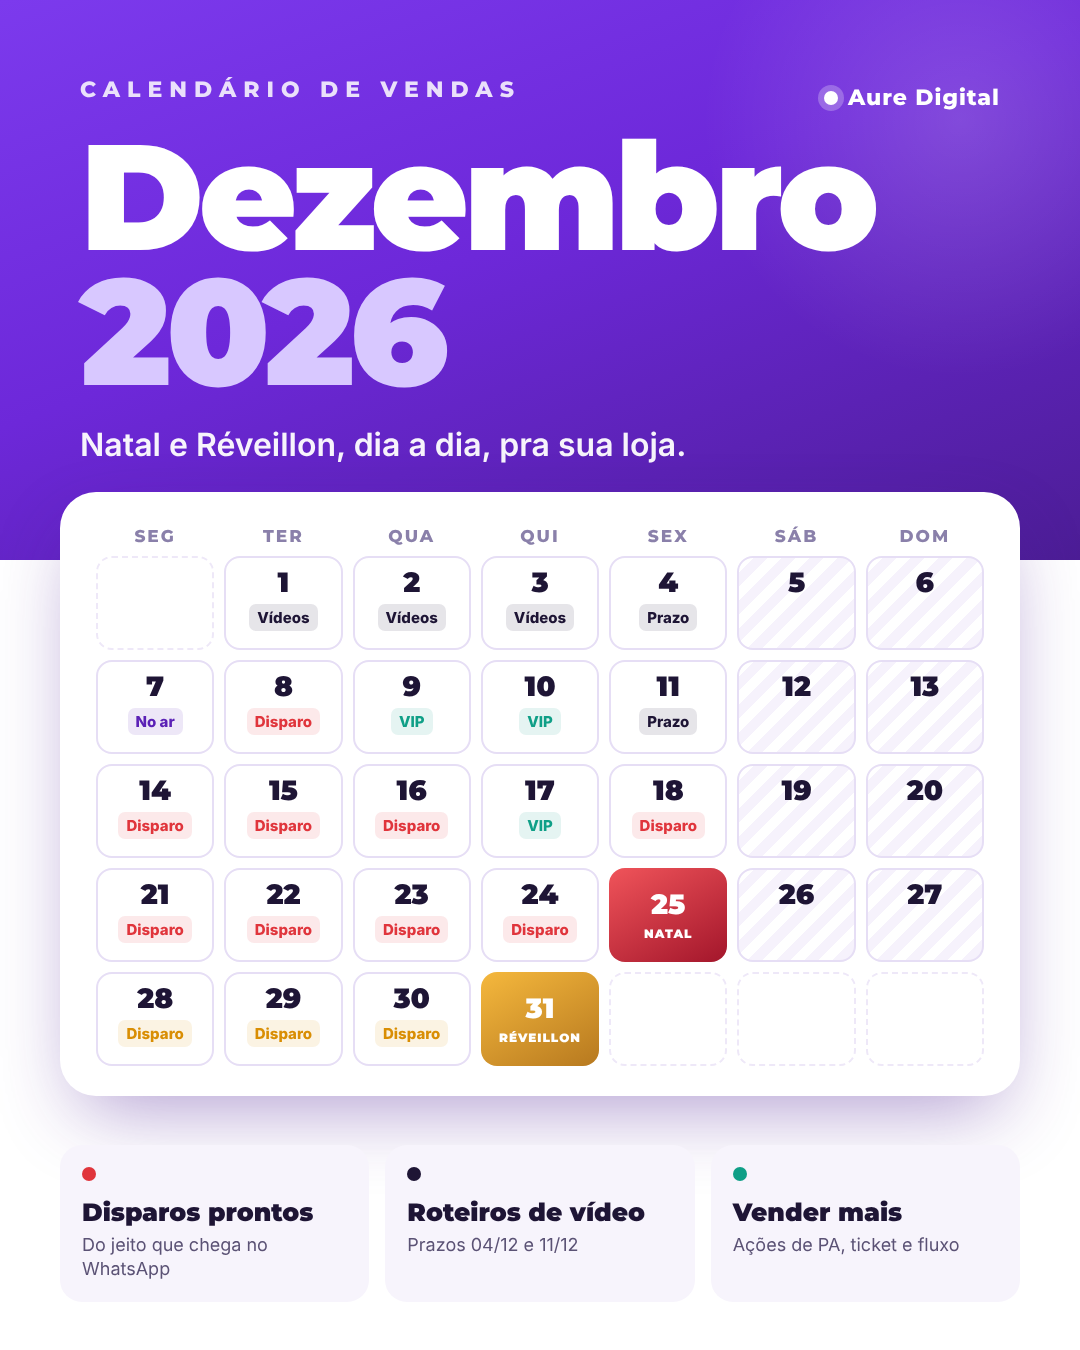 CALENDÁRIO DE VENDAS
Aure Digital
Dezembro
2026
Natal e Réveillon, dia a dia, pra sua loja.
SEG TER QUA QUI SEX SÁB DOM
1 2 3 4 5 6
Vídeos Vídeos Vídeos Prazo
7 8 9 10 11 12 13
No ar Disparo VIP VIP Prazo
14 15 16 17 18 19 20
Disparo Disparo Disparo VIP Disparo
21 22 23 24 25 26 27
Disparo Disparo Disparo Disparo NATAL
28 29 30 31
Disparo Disparo Disparo RÉVEILLON
Disparos prontos
Do jeito que chega no
WhatsApp
Roteiros de vídeo
Prazos 04/12 e 11/12
Vender mais
Ações de PA, ticket e fluxo